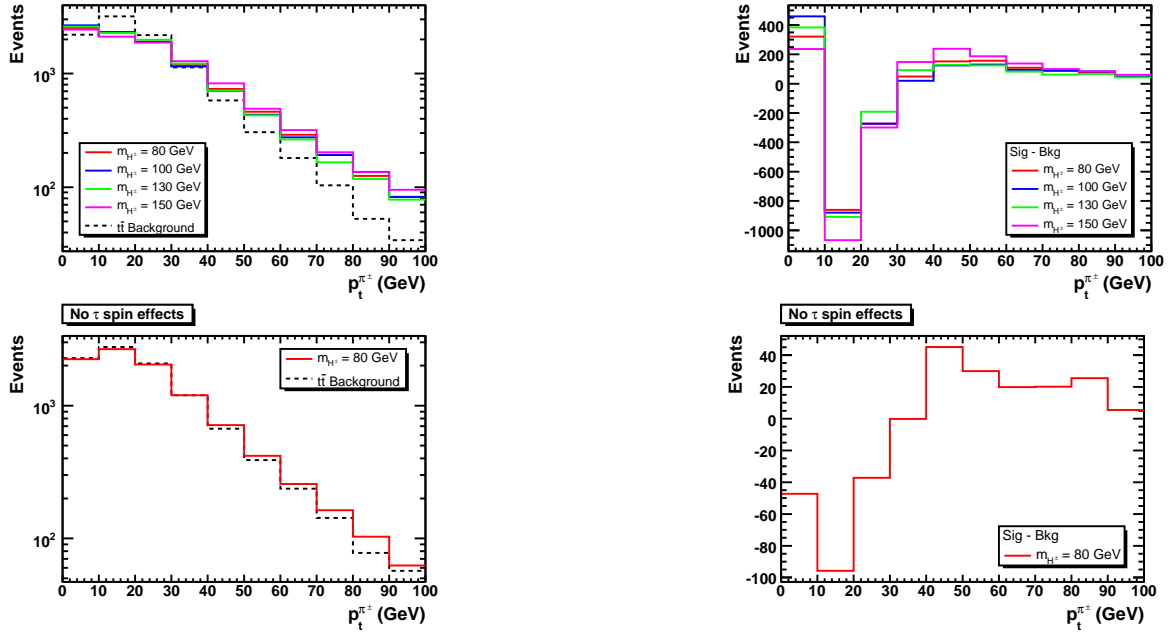 Events
10³
10²
m_H± = 80 GeV
m_H± = 100 GeV
m_H± = 130 GeV
m_H± = 150 GeV
tt̄ Background
0 10 20 30 40 50 60 70 80 90 100
p_t^π± (GeV)
Events
400
200
0
-200
-400
-600
-800
-1000
Sig - Bkg
m_H± = 80 GeV
m_H± = 100 GeV
m_H± = 130 GeV
m_H± = 150 GeV
0 10 20 30 40 50 60 70 80 90 100
p_t^π± (GeV)
No τ spin effects
Events
10³
10²
m_H± = 80 GeV
tt̄ Background
0 10 20 30 40 50 60 70 80 90 100
p_t^π± (GeV)
No τ spin effects
Events
40
20
0
-20
-40
-60
-80
-100
Sig - Bkg
m_H± = 80 GeV
0 10 20 30 40 50 60 70 80 90 100
p_t^π± (GeV)